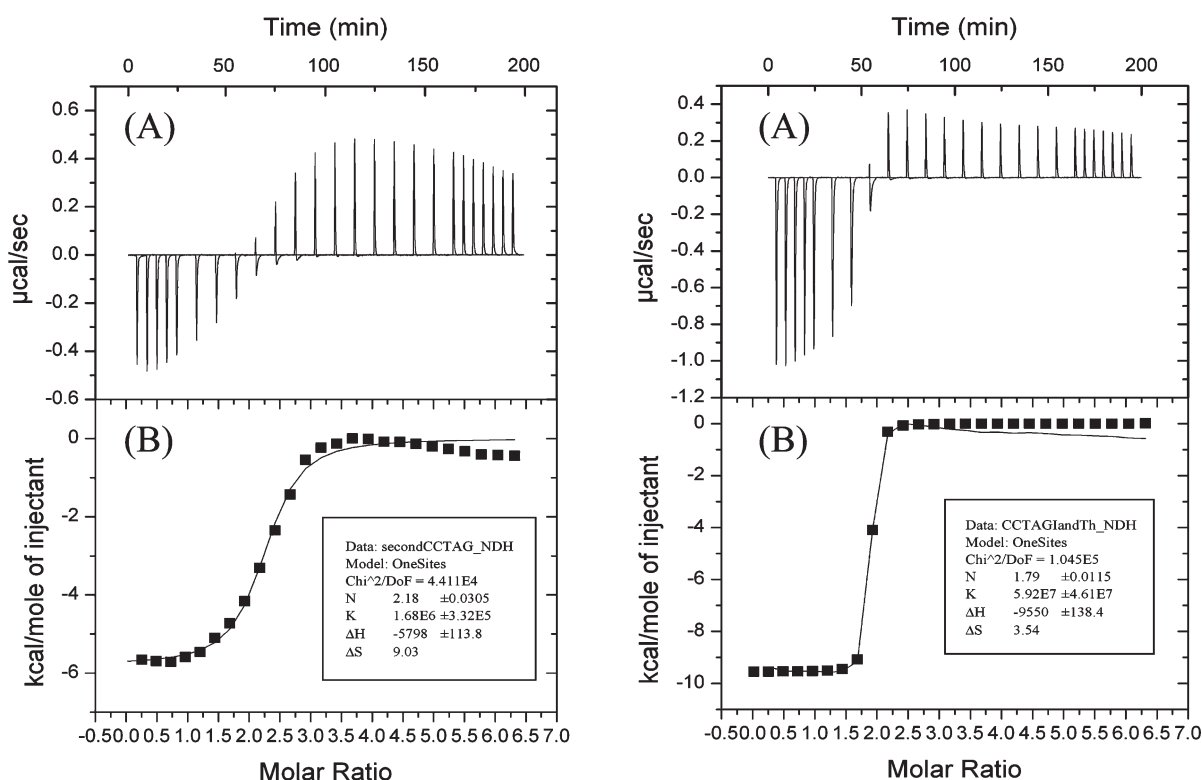 Time (min)
0 50 100 150 200
0.6
(A)
0.4
0.2
0.0
-0.2
-0.4
-0.6
µcal/sec
0
(B)
-2
-4
-6
kcal/mole of injectant
Data: secondCCTAG_NDH
Model: OneSites
Chi^2/DoF = 4.411E4
N 2.18 ±0.0305
K 1.68E6 ±3.32E5
ΔH -5798 ±113.8
ΔS 9.03
-0.5 0.0 0.5 1.0 1.5 2.0 2.5 3.0 3.5 4.0 4.5 5.0 5.5 6.0 6.5 7.0
Molar Ratio
Time (min)
0 50 100 150 200
0.4
(A)
0.2
0.0
-0.2
-0.4
-0.6
-0.8
-1.0
-1.2
µcal/sec
0
(B)
-2
-4
-6
-8
-10
kcal/mole of injectant
Data: CCTAGIandTh_NDH
Model: OneSites
Chi^2/DoF = 1.045E5
N 1.79 ±0.0115
K 5.92E7 ±4.61E7
ΔH -9550 ±138.4
ΔS 3.54
-0.5 0.0 0.5 1.0 1.5 2.0 2.5 3.0 3.5 4.0 4.5 5.0 5.5 6.0 6.5 7.0
Molar Ratio